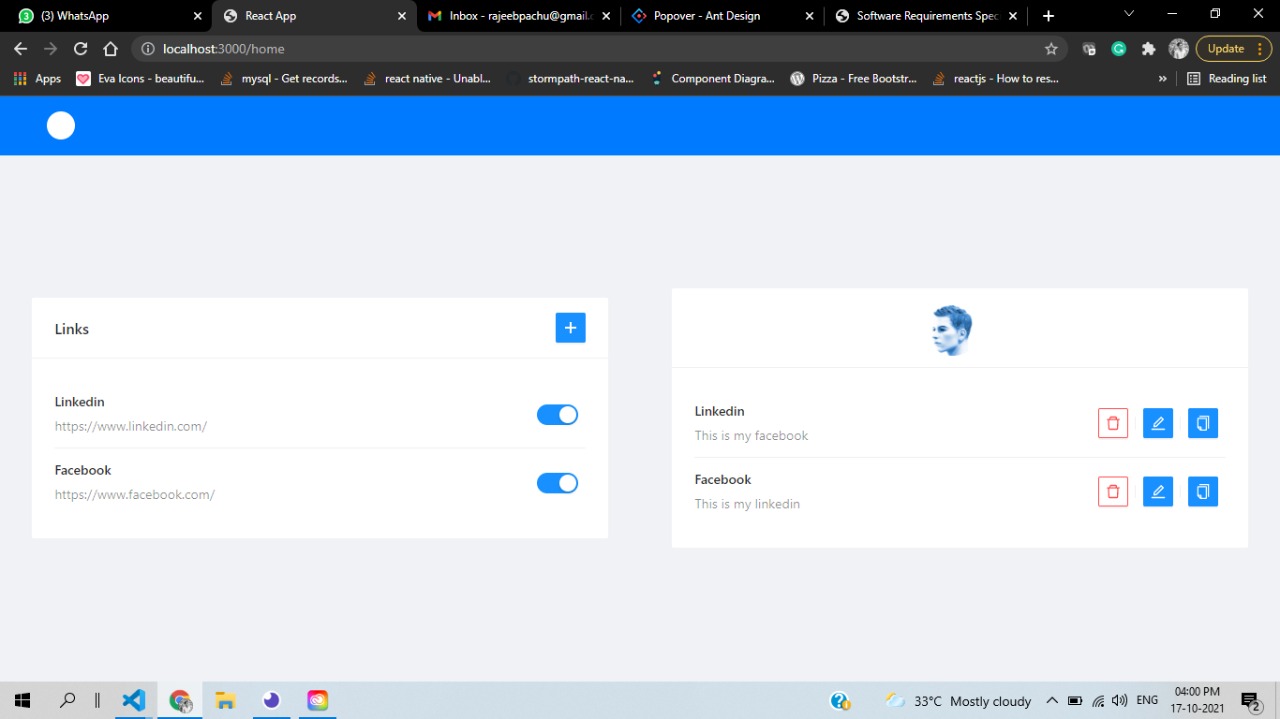 3 (3) WhatsApp
React App
Inbox - rajeebpachu@gmail.c
Popover - Ant Design
Software Requirements Spec
localhost:3000/home
Update
Apps
Eva Icons - beautifu...
mysql - Get records...
react native - Unabl...
stormpath-react-na...
Component Diagra...
Pizza - Free Bootstr...
reactjs - How to res...
»
Reading list
Links
Linkedin
https://www.linkedin.com/
Facebook
https://www.facebook.com/
Linkedin
This is my facebook
Facebook
This is my linkedin
33°C Mostly cloudy
ENG
04:00 PM
17-10-2021
2